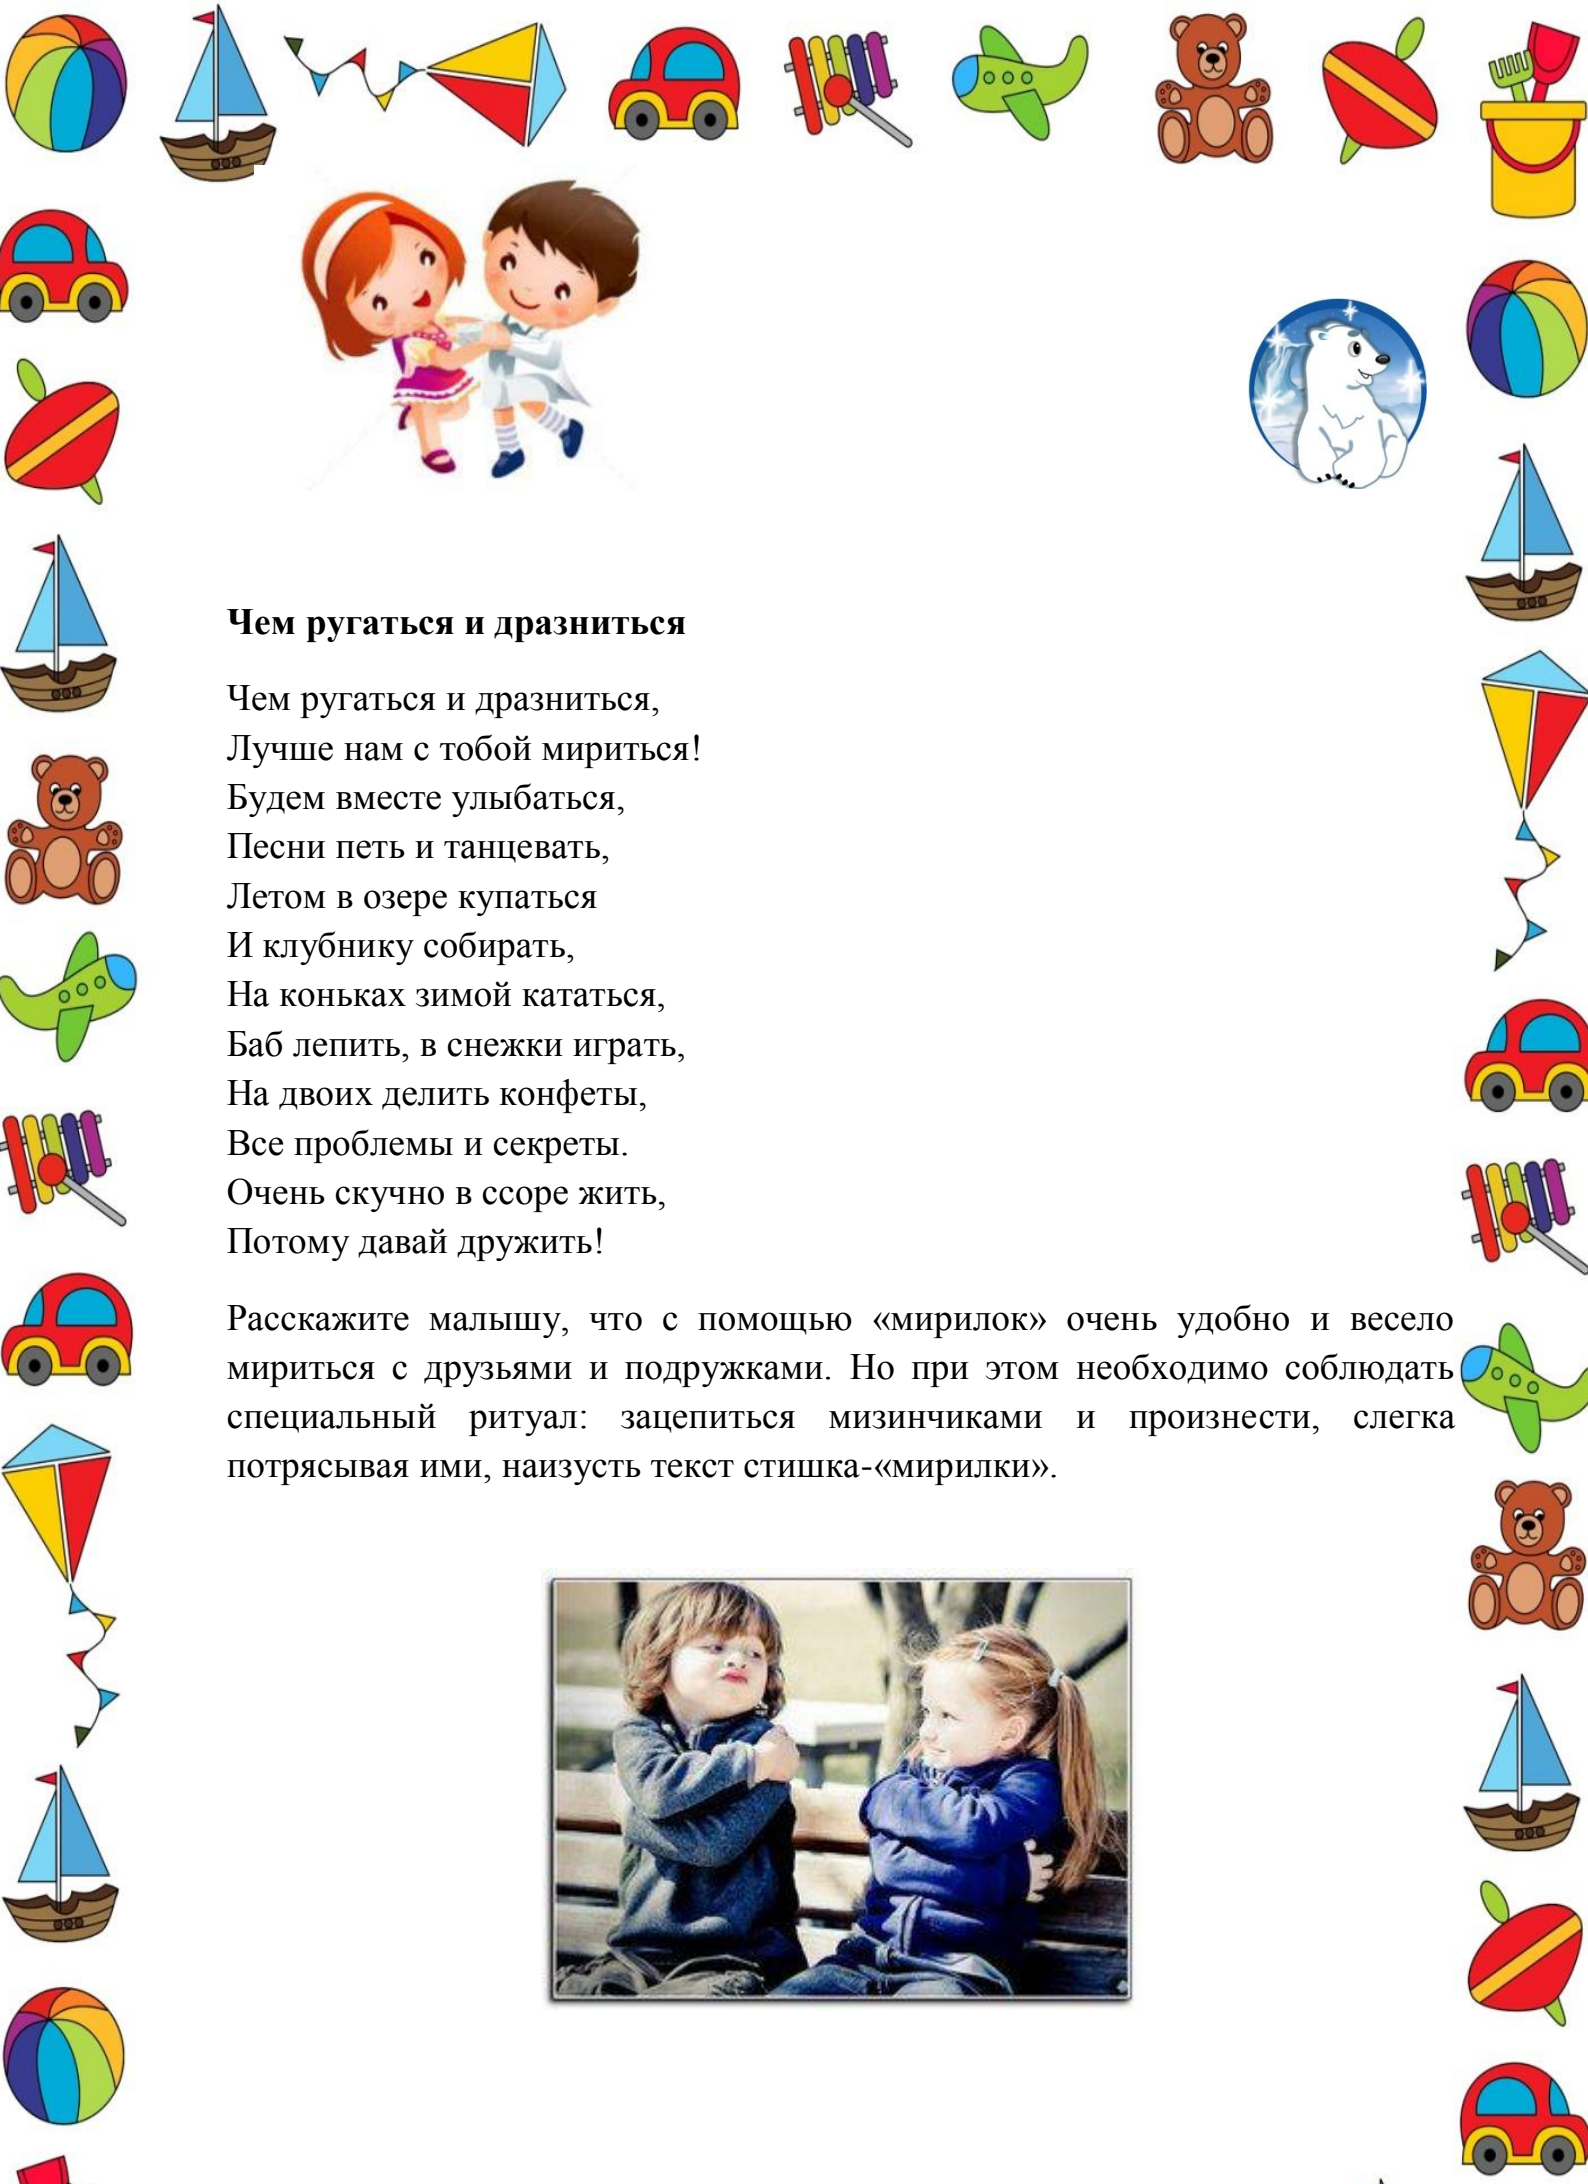 Чем ругаться и дразниться
Чем ругаться и дразниться,
Лучше нам с тобой мириться!
Будем вместе улыбаться,
Песни петь и танцевать,
Летом в озере купаться
И клубнику собирать,
На коньках зимой кататься,
Баб лепить, в снежки играть,
На двоих делить конфеты,
Все проблемы и секреты.
Очень скучно в ссоре жить,
Потому давай дружить!
Расскажите малышу, что с помощью «мирилок» очень удобно и весело
мириться с друзьями и подружками. Но при этом необходимо соблюдать
специальный ритуал: зацепиться мизинчиками и произнести, слегка
потрясывая ими, наизусть текст стишка-«мирилки».